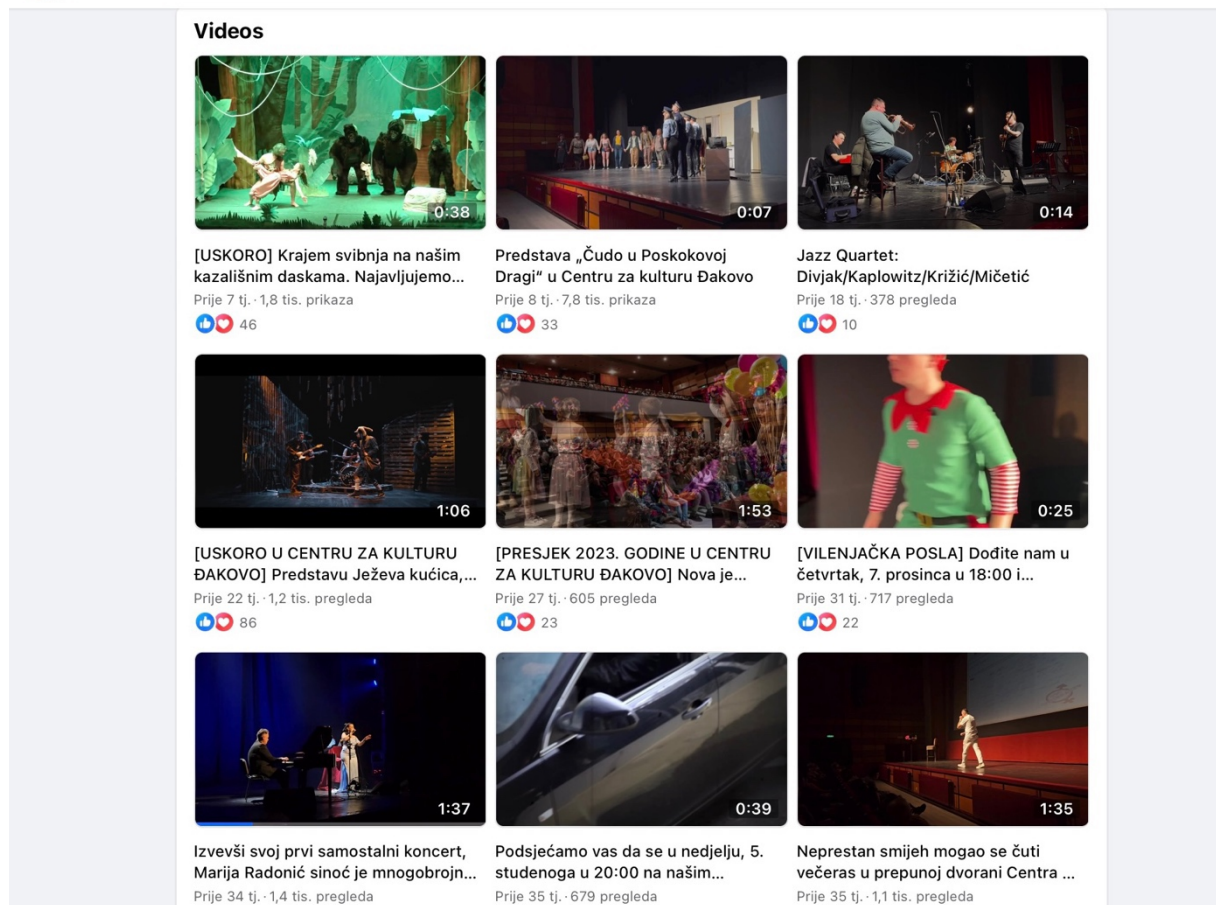 Videos
0:38
0:07
0:14
[USKORO] Krajem svibnja na našim
kazališnim daskama. Najavljujemo...
Prije 7 tj. · 1,8 tis. prikaza
46
Predstava „Čudo u Poskokovoj
Dragi“ u Centru za kulturu Đakovo
Prije 8 tj. · 7,8 tis. prikaza
33
Jazz Quartet:
Divjak/Kaplowitz/Križić/Mičetić
Prije 18 tj. · 378 pregleda
10
1:06
1:53
0:25
[USKORO U CENTRU ZA KULTURU
ĐAKOVO] Predstavu Ježeva kućica,...
Prije 22 tj. · 1,2 tis. pregleda
86
[PRESJEK 2023. GODINE U CENTRU
ZA KULTURU ĐAKOVO] Nova je...
Prije 27 tj. · 605 pregleda
23
[VILENJAČKA POSLA] Dođite nam u
četvrtak, 7. prosinca u 18:00 i...
Prije 31 tj. · 717 pregleda
22
1:37
0:39
1:35
Izvevši svoj prvi samostalni koncert,
Marija Radonić sinoć je mnogobrojn...
Prije 34 tj. · 1,4 tis. pregleda
Podsjećamo vas da se u nedjelju, 5.
studenoga u 20:00 na našim...
Prije 35 tj. · 679 pregleda
Neprestan smijeh mogao se čuti
večeras u prepunoj dvorani Centra ...
Prije 35 tj. · 1,1 tis. pregleda